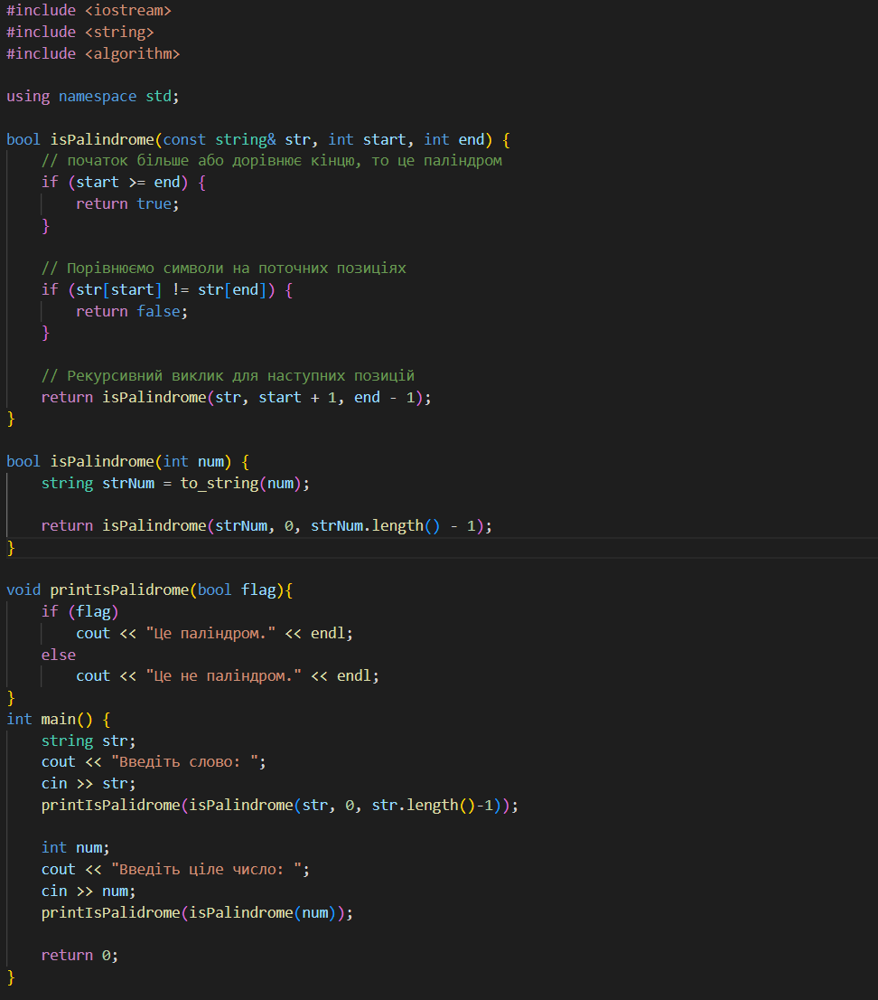 #include <iostream>
#include <string>
#include <algorithm>
using namespace std;
bool isPalindrome(const string& str, int start, int end) {
    // початок більше або дорівнює кінцю, то це паліндром
    if (start >= end) {
        return true;
    }
    // Порівнюємо символи на поточних позиціях
    if (str[start] != str[end]) {
        return false;
    }
    // Рекурсивний виклик для наступних позицій
    return isPalindrome(str, start + 1, end - 1);
}
bool isPalindrome(int num) {
    string strNum = to_string(num);
    return isPalindrome(strNum, 0, strNum.length() - 1);
}
void printIsPalidrome(bool flag){
    if (flag)
        cout << "Це паліндром." << endl;
    else
        cout << "Це не паліндром." << endl;
}
int main() {
    string str;
    cout << "Введіть слово: ";
    cin >> str;
    printIsPalidrome(isPalindrome(str, 0, str.length()-1));
    int num;
    cout << "Введіть ціле число: ";
    cin >> num;
    printIsPalidrome(isPalindrome(num));
    return 0;
}